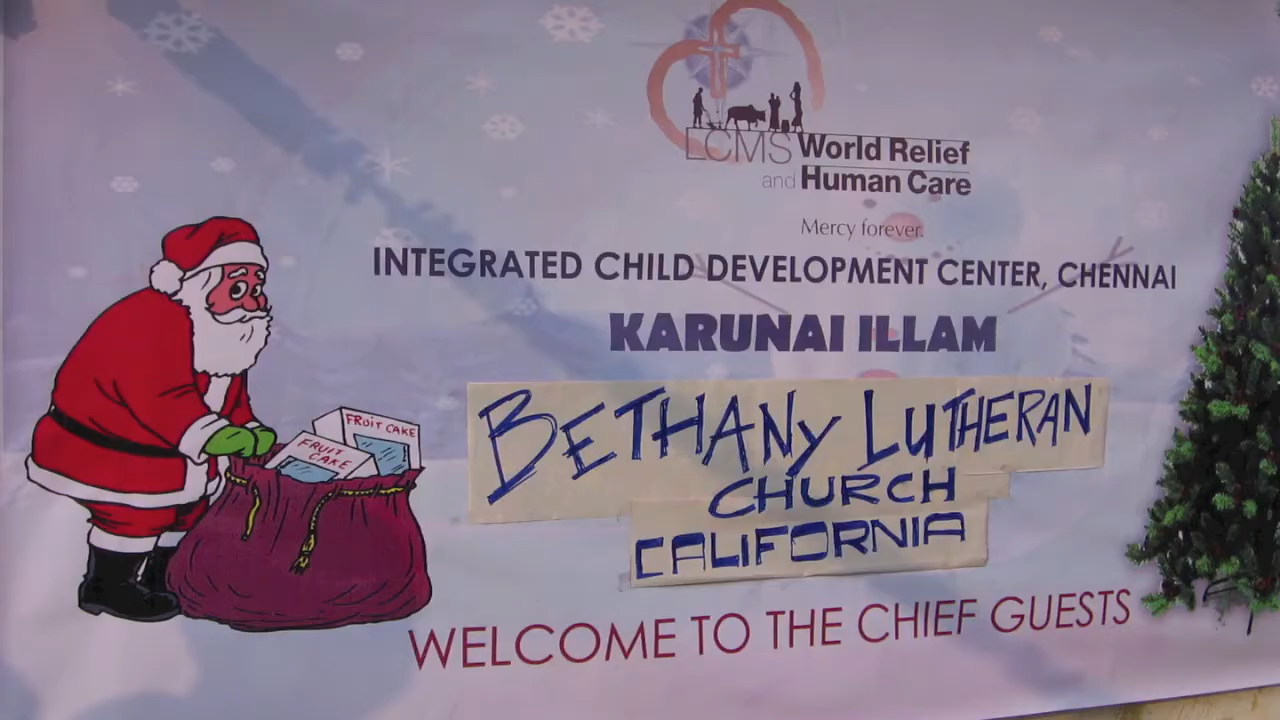 LCMS World Relief
and Human Care
Mercy forever.
INTEGRATED CHILD DEVELOPMENT CENTER, CHENNAI
KARUNAI ILLAM
BETHANy LUTHERAN
CHURCH
CALIFORNIA
FRUIT CAKE
FRUIT
CAKE
WELCOME TO THE CHIEF GUESTS